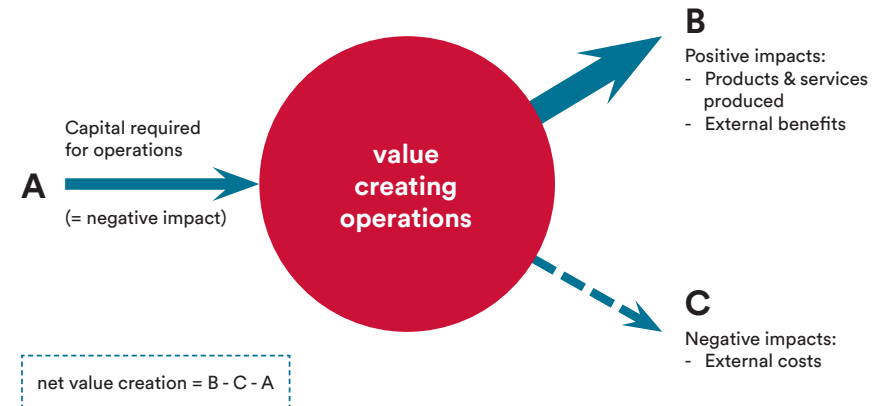 A
Capital required
for operations
(= negative impact)
value
creating
operations
B
Positive impacts:
- Products & services
produced
- External benefits
C
Negative impacts:
- External costs
net value creation = B - C - A